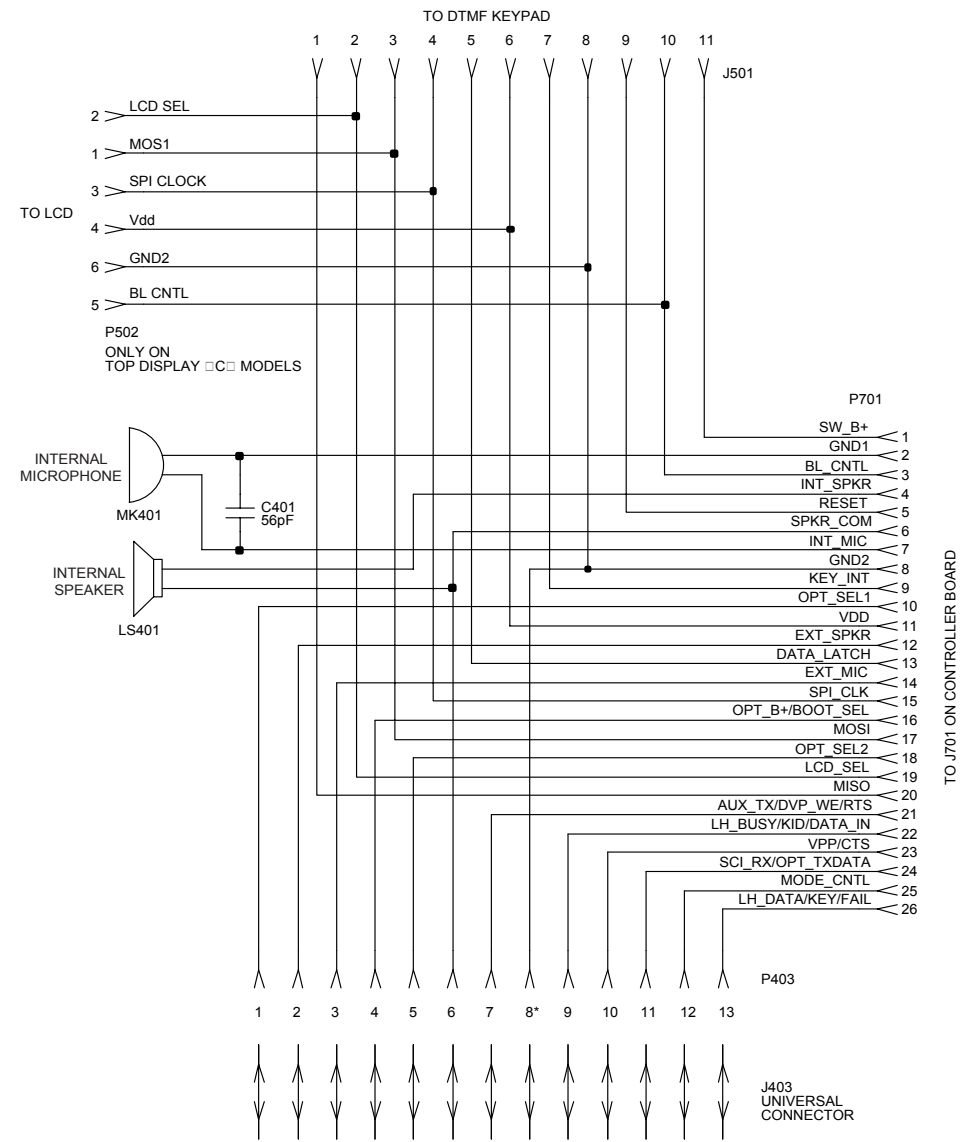 TO DTMF KEYPAD
1 2 3 4 5 6 7 8 9 10 11
J501
2 LCD SEL
1 MOS1
3 SPI CLOCK
TO LCD
4 Vdd
6 GND2
5 BL CNTL
P502
ONLY ON
TOP DISPLAY □C□ MODELS
P701
SW_B+ 1
GND1 2
BL_CNTL 3
INT_SPKR 4
RESET 5
SPKR_COM 6
INT_MIC 7
GND2 8
KEY_INT 9
OPT_SEL1 10
VDD 11
EXT_SPKR 12
DATA_LATCH 13
EXT_MIC 14
SPI_CLK 15
OPT_B+/BOOT_SEL 16
MOSI 17
OPT_SEL2 18
LCD_SEL 19
MISO 20
AUX_TX/DVP_WE/RTS 21
LH_BUSY/KID/DATA_IN 22
VPP/CTS 23
SCI_RX/OPT_TXDATA 24
MODE_CNTL 25
LH_DATA/KEY/FAIL 26
TO J701 ON CONTROLLER BOARD
INTERNAL
MICROPHONE
MK401
C401
56pF
INTERNAL
SPEAKER
LS401
P403
1 2 3 4 5 6 7 8* 9 10 11 12 13
J403
UNIVERSAL
CONNECTOR